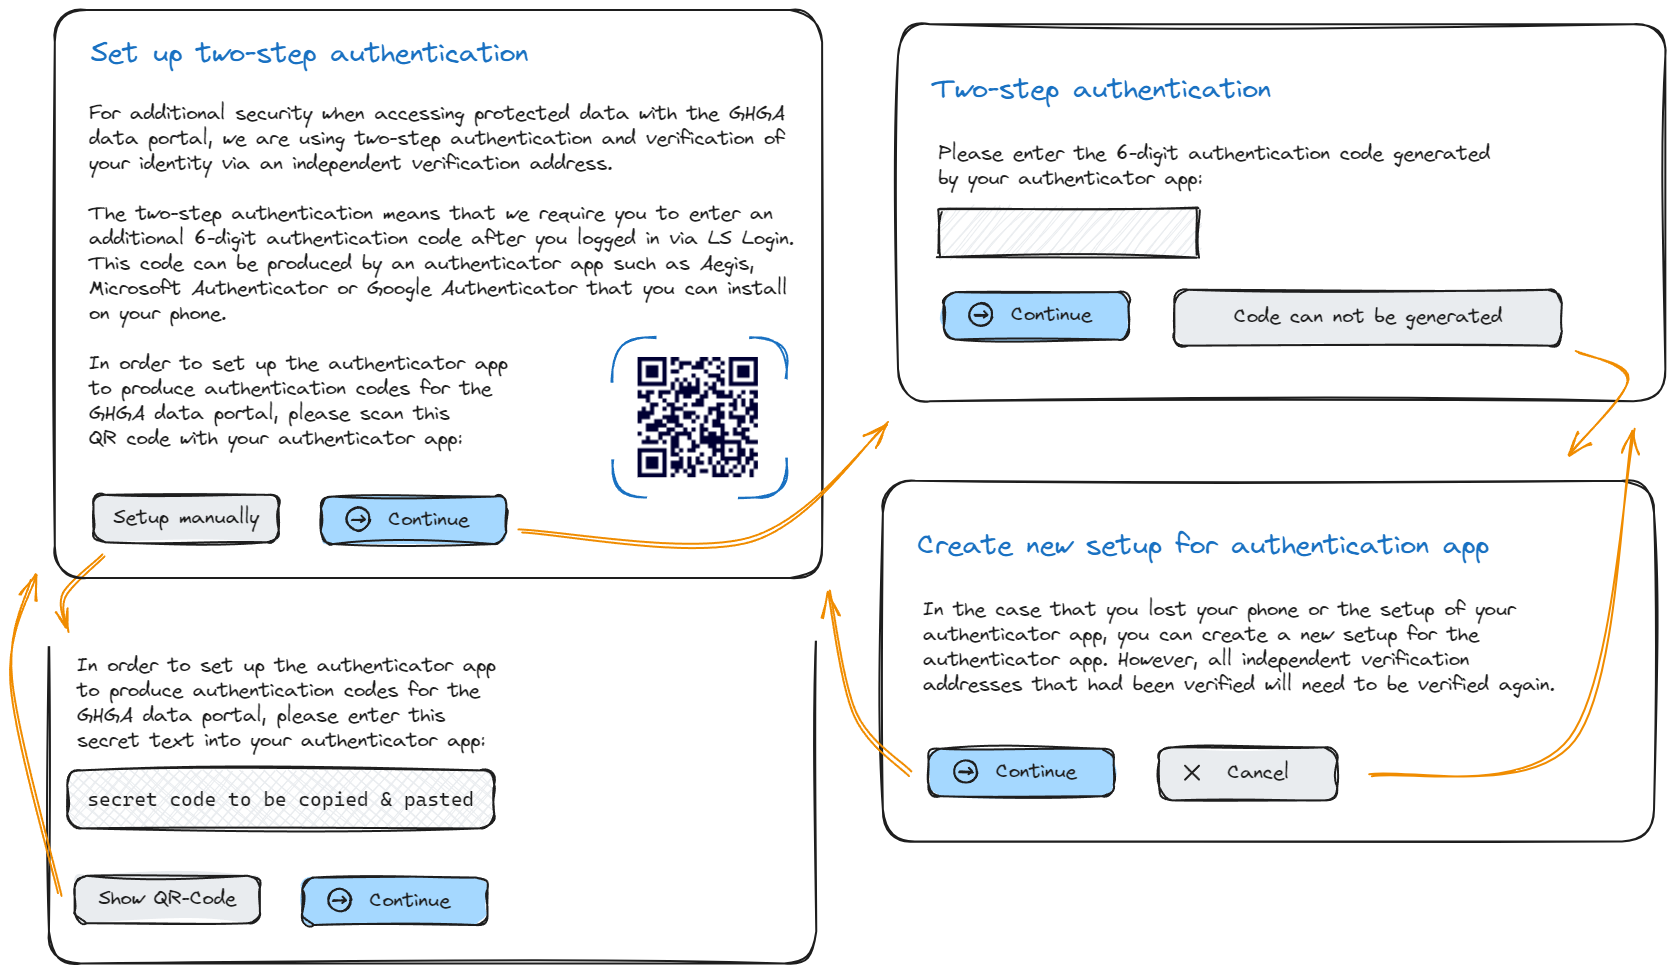 Set up two-step authentication
For additional security when accessing protected data with the GHGA
data portal, we are using two-step authentication and verification of
your identity via an independent verification address.
The two-step authentication means that we require you to enter an
additional 6-digit authentication code after you logged in via LS Login.
This code can be produced by an authenticator app such as Aegis,
Microsoft Authenticator or Google Authenticator that you can install
on your phone.
In order to set up the authenticator app
to produce authentication codes for the
GHGA data portal, please scan this
QR code with your authenticator app:
Setup manually
Continue
In order to set up the authenticator app
to produce authentication codes for the
GHGA data portal, please enter this
secret text into your authenticator app:
secret code to be copied & pasted
Show QR-Code
Continue
Two-step authentication
Please enter the 6-digit authentication code generated
by your authenticator app:
Continue
Code can not be generated
Create new setup for authentication app
In the case that you lost your phone or the setup of your
authenticator app, you can create a new setup for the
authenticator app. However, all independent verification
addresses that had been verified will need to be verified again.
Continue
Cancel